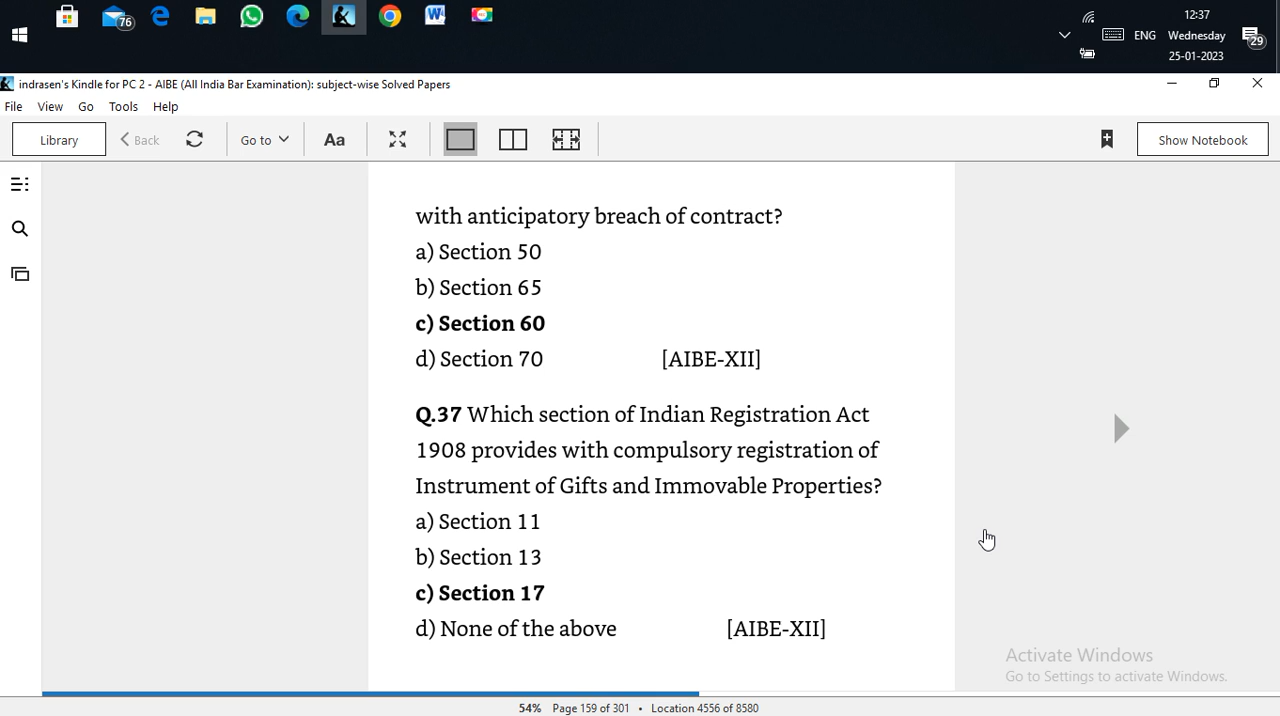 76
12:37
ENG Wednesday 29
25-01-2023
indrasen's Kindle for PC 2 - AIBE (All India Bar Examination): subject-wise Solved Papers
File View Go Tools Help
Library Back Go to Aa Show Notebook
with anticipatory breach of contract?
a) Section 50
b) Section 65
c) Section 60
d) Section 70 [AIBE-XII]
Q.37 Which section of Indian Registration Act
1908 provides with compulsory registration of
Instrument of Gifts and Immovable Properties?
a) Section 11
b) Section 13
c) Section 17
d) None of the above [AIBE-XII]
Activate Windows
Go to Settings to activate Windows.
54% Page 159 of 301 • Location 4556 of 8580